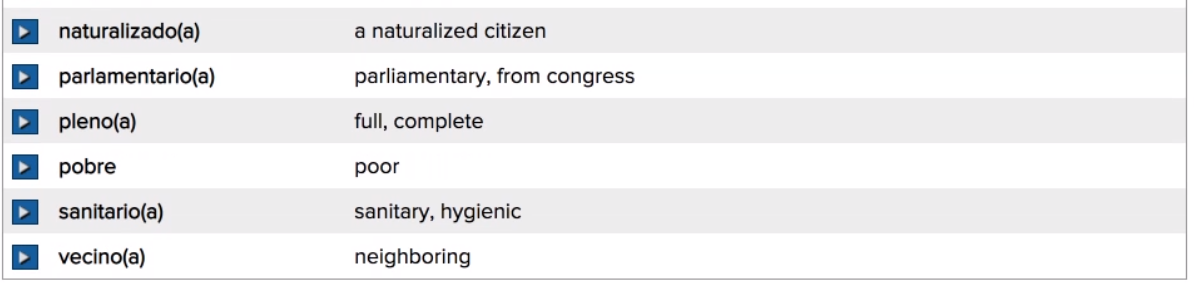 naturalizado(a) a naturalized citizen
parlamentario(a) parliamentary, from congress
pleno(a) full, complete
pobre poor
sanitario(a) sanitary, hygienic
vecino(a) neighboring